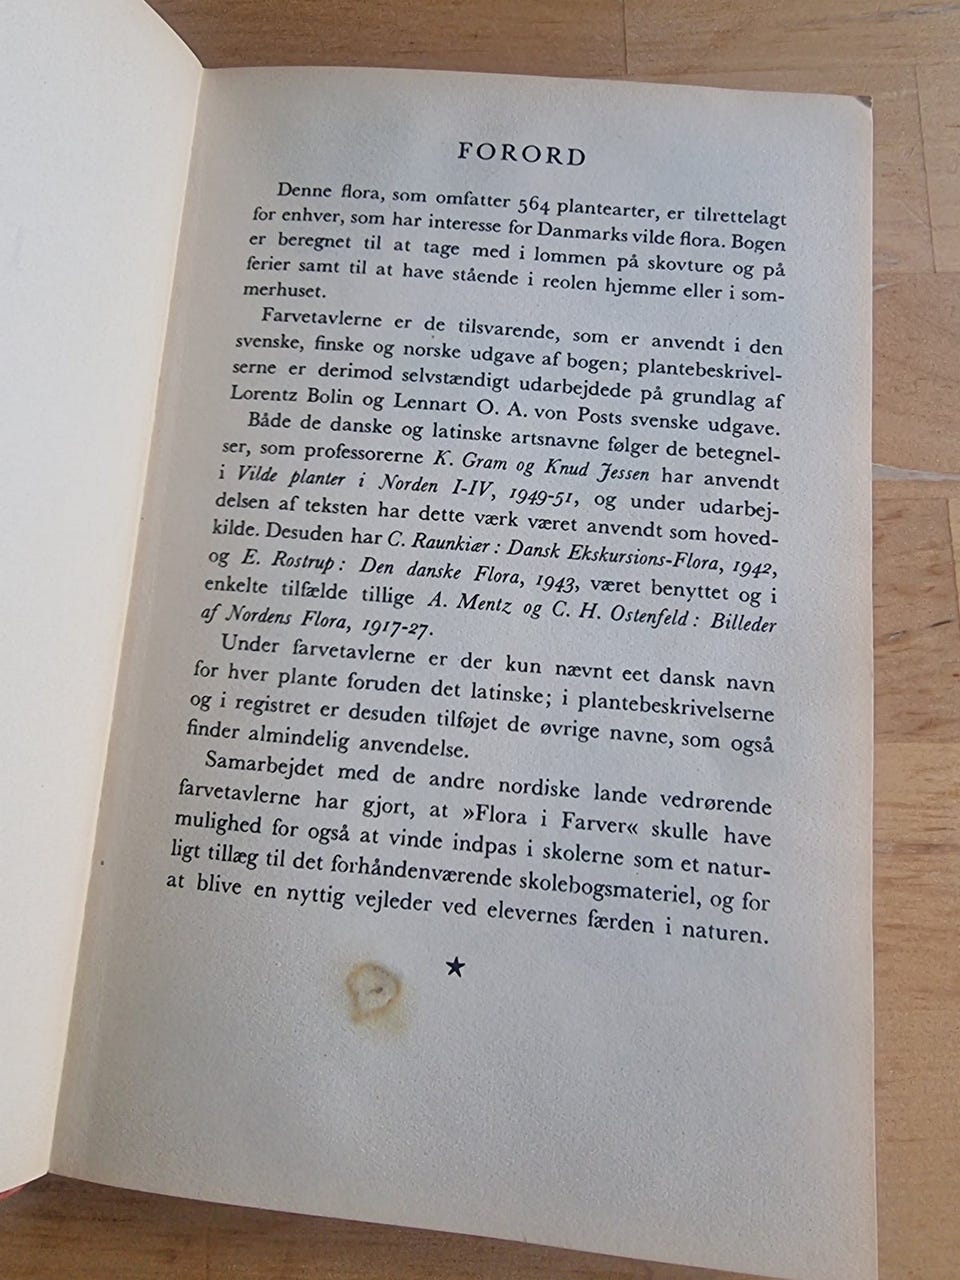 FORORD
Denne flora, som omfatter 564 plantearter, er tilrettelagt
for enhver, som har interesse for Danmarks vilde flora. Bogen
er beregnet til at tage med i lommen på skovture og på
ferier samt til at have stående i reolen hjemme eller i som-
merhuset.
Farvetavlerne er de tilsvarende, som er anvendt i den
svenske, finske og norske udgave af bogen; plantebeskrivel-
serne er derimod selvstændigt udarbejdede på grundlag af
Lorentz Bolin og Lennart O. A. von Posts svenske udgave.
Både de danske og latinske artsnavne følger de betegnel-
ser, som professorerne K. Gram og Knud Jessen har anvendt
i Vilde planter i Norden I-IV, 1949-51, og under udarbej-
delsen af teksten har dette værk været anvendt som hoved-
kilde. Desuden har C. Raunkiær: Dansk Ekskursions-Flora, 1942,
og E. Rostrup: Den danske Flora, 1943, været benyttet og i
enkelte tilfælde tillige A. Mentz og C. H. Ostenfeld: Billeder
af Nordens Flora, 1917-27.
Under farvetavlerne er der kun nævnt eet dansk navn
for hver plante foruden det latinske; i plantebeskrivelserne
og i registret er desuden tilføjet de øvrige navne, som også
finder almindelig anvendelse.
Samarbejdet med de andre nordiske lande vedrørende
farvetavlerne har gjort, at »Flora i Farver« skulle have
mulighed for også at vinde indpas i skolerne som et natur-
ligt tillæg til det forhåndenværende skolebogsmateriel, og for
at blive en nyttig vejleder ved elevernes færden i naturen.
★